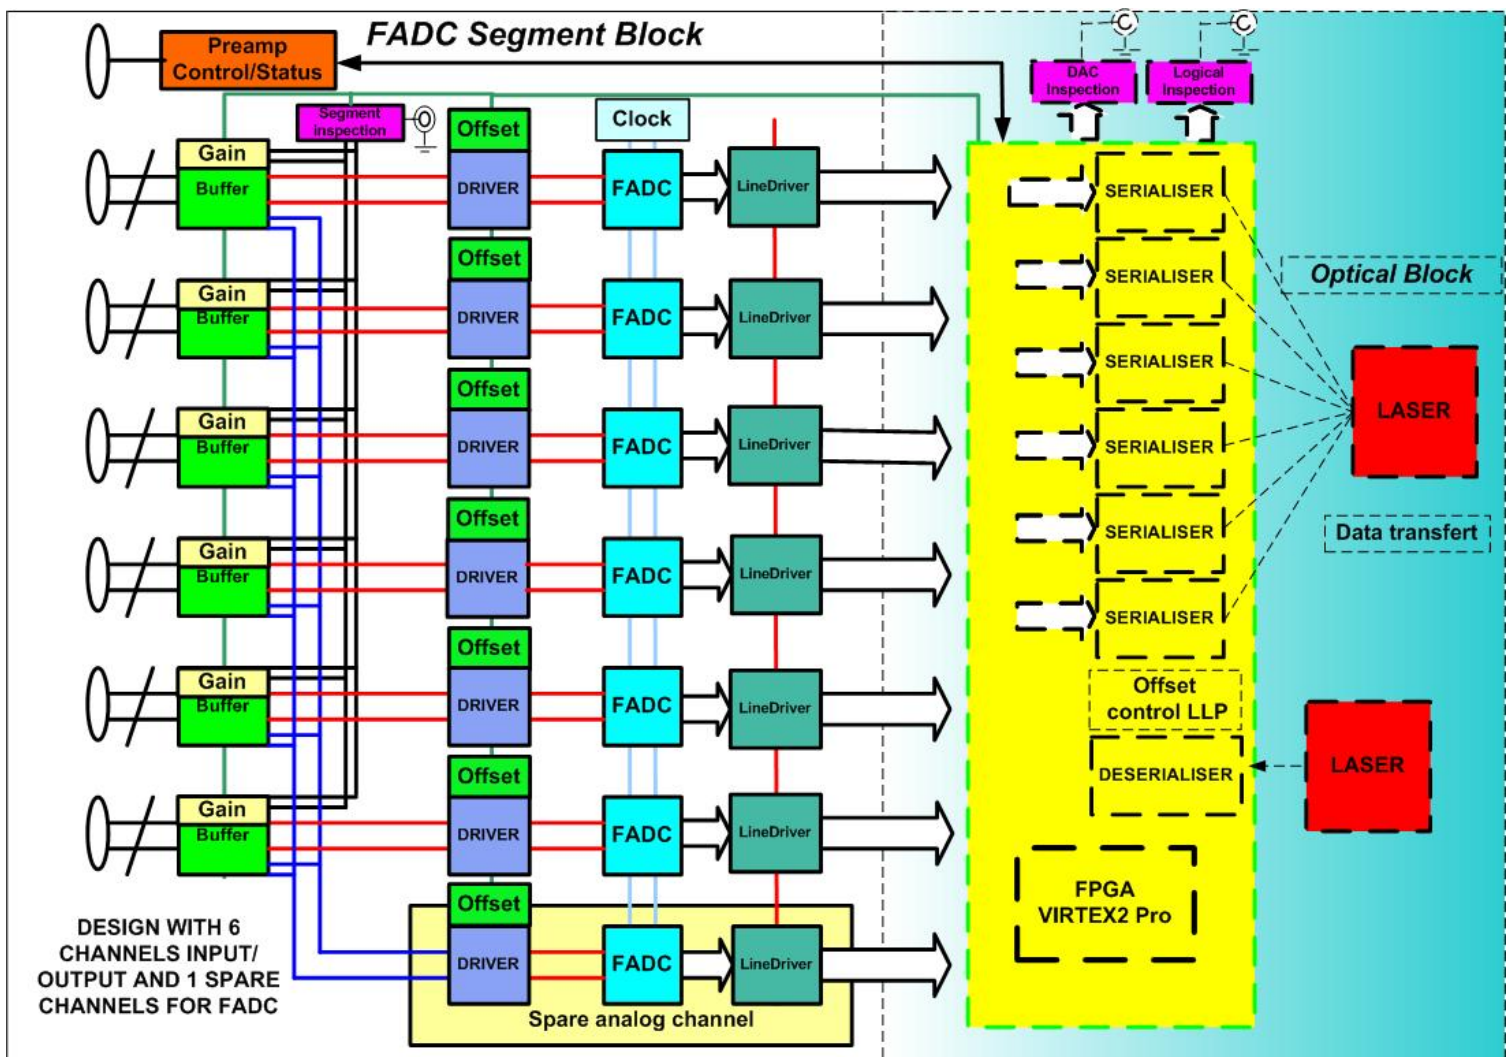 FADC Segment Block
Preamp
Control/Status
DAC
Inspection
Logical
Inspection
Segment
inspection
Offset
Clock
Gain
Buffer
DRIVER
FADC
LineDriver
SERIALISER
Offset
Gain
Buffer
DRIVER
FADC
LineDriver
SERIALISER
Optical Block
Offset
Gain
Buffer
DRIVER
FADC
LineDriver
SERIALISER
LASER
SERIALISER
Offset
Gain
Buffer
DRIVER
FADC
LineDriver
SERIALISER
Data transfert
Offset
Gain
Buffer
DRIVER
FADC
LineDriver
SERIALISER
Offset
control LLP
Offset
Gain
Buffer
DRIVER
FADC
LineDriver
DESERIALISER
LASER
Offset
FPGA
VIRTEX2 Pro
DRIVER
FADC
LineDriver
Spare analog channel
DESIGN WITH 6
CHANNELS INPUT/
OUTPUT AND 1 SPARE
CHANNELS FOR FADC
C
C